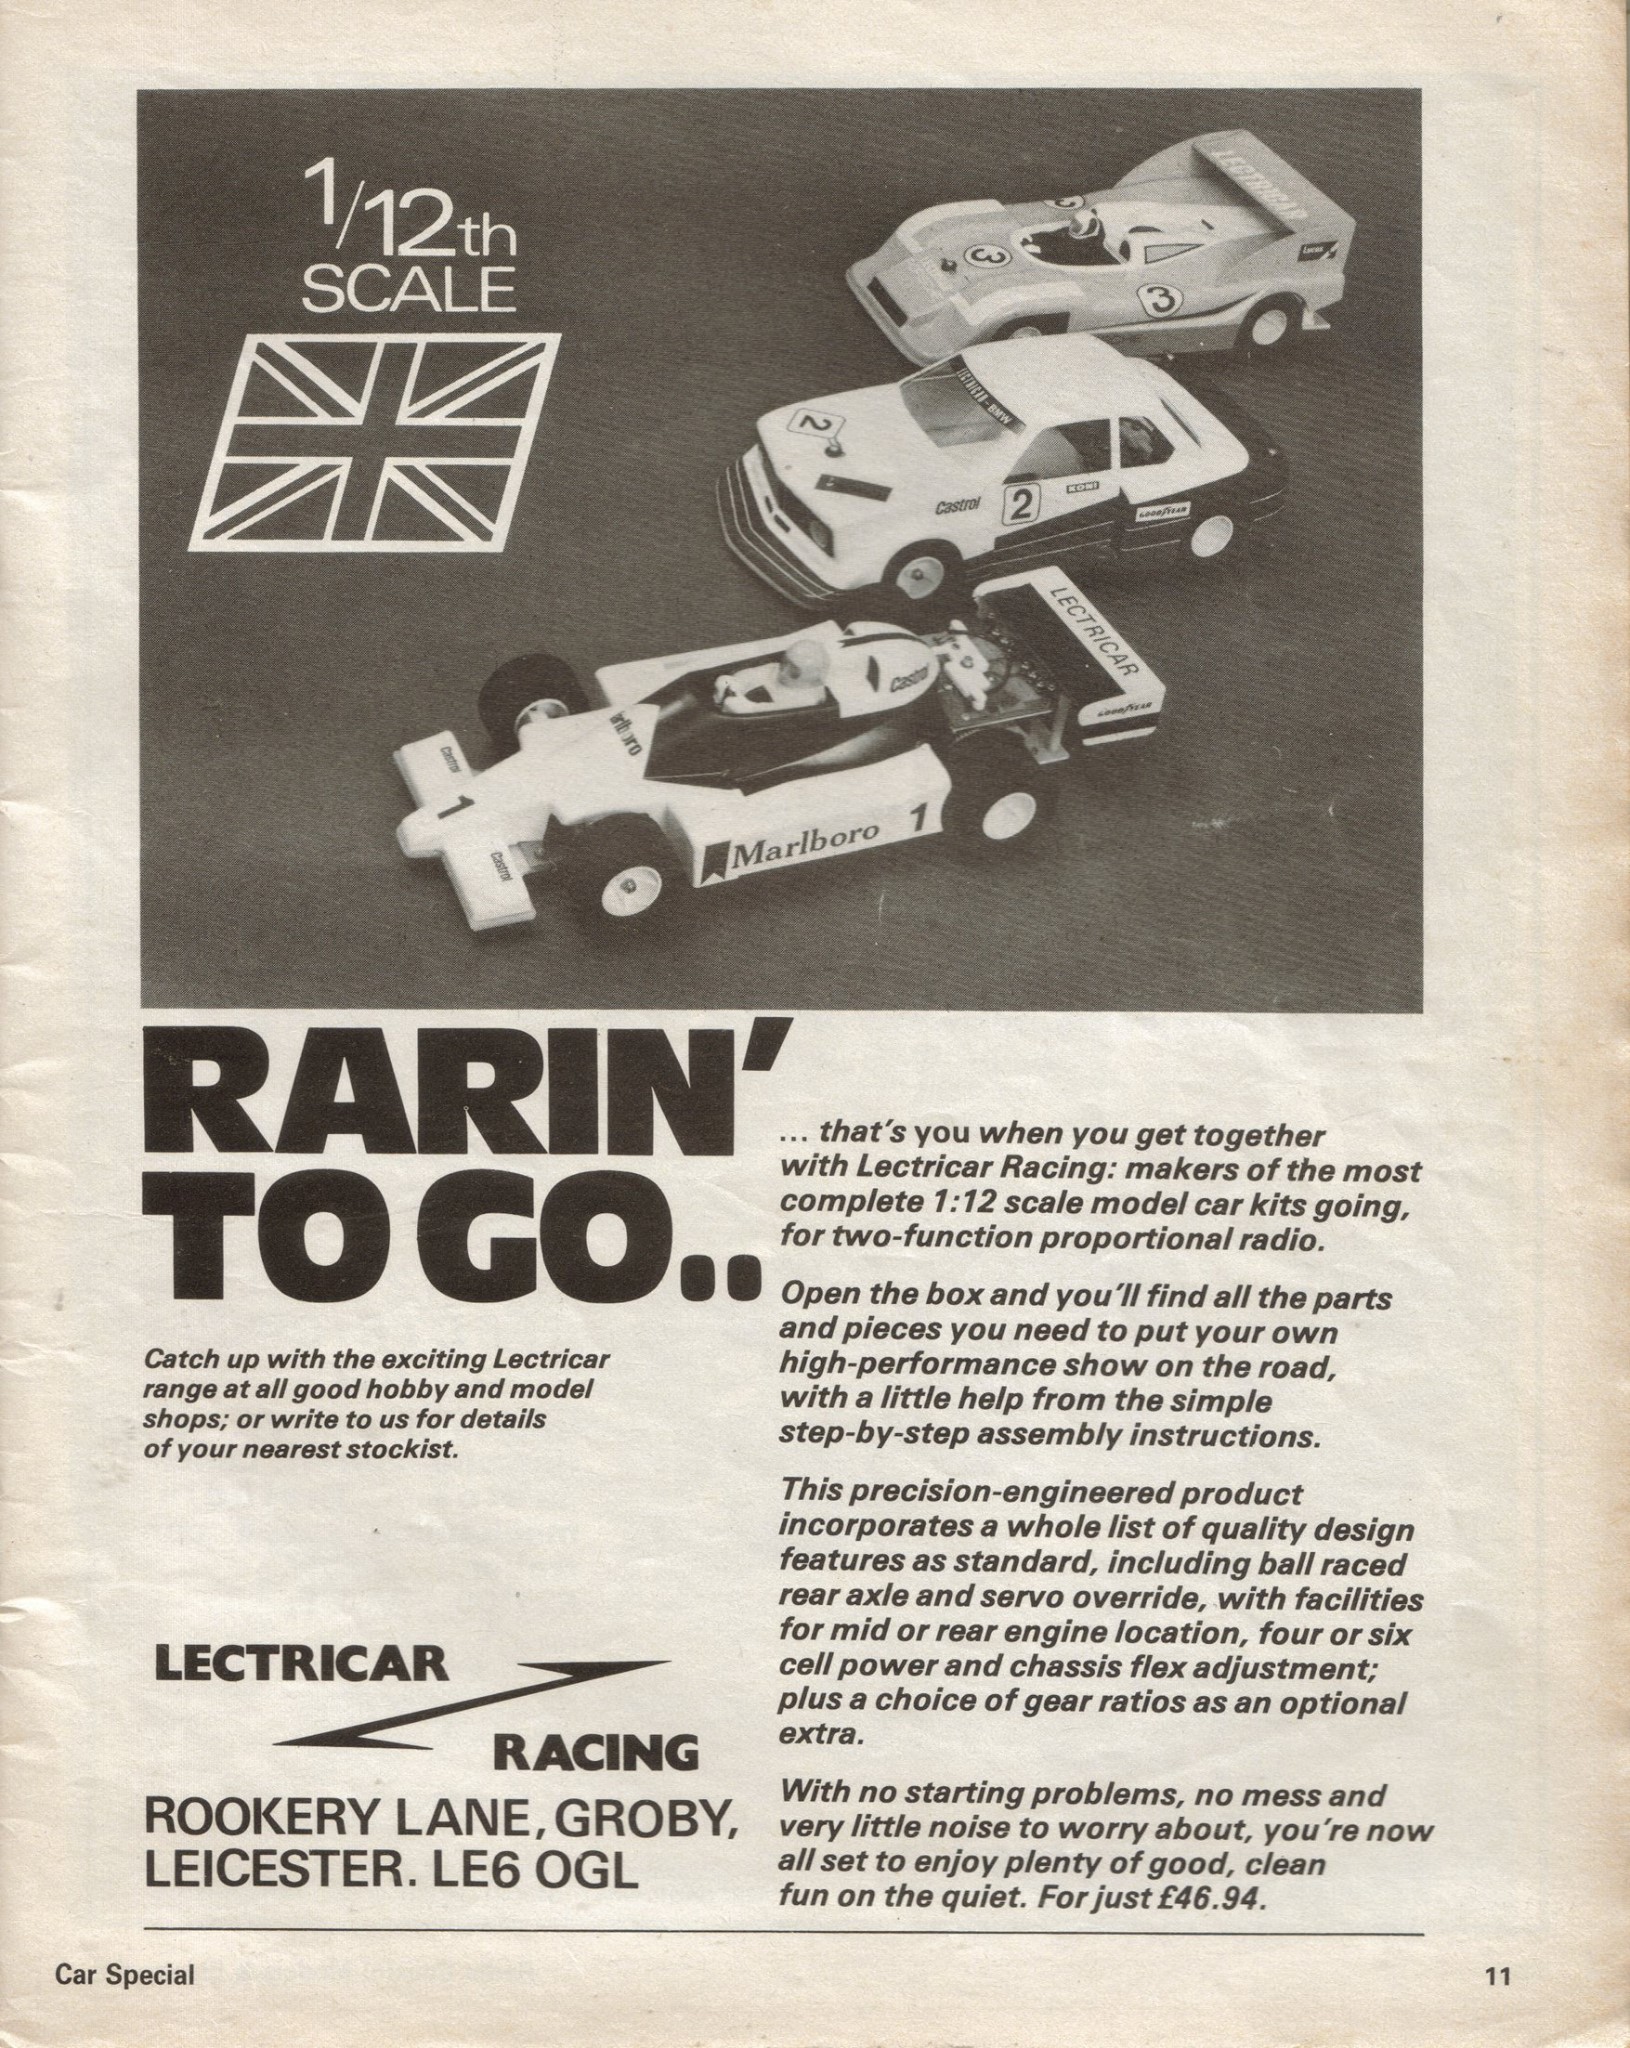 1/12th
SCALE
LECTRICAR
Lucas
3
3
3
LECTRICAR-BMW
2
Castrol
2
KONI
GOODYEAR
LECTRICAR
GOODYEAR
Castrol
Castrol
1
Castrol
Marlboro 1
RARIN'
TO GO..
Catch up with the exciting Lectricar
range at all good hobby and model
shops; or write to us for details
of your nearest stockist.
LECTRICAR
RACING
ROOKERY LANE, GROBY,
LEICESTER. LE6 OGL
... that's you when you get together
with Lectricar Racing: makers of the most
complete 1:12 scale model car kits going,
for two-function proportional radio.
Open the box and you'll find all the parts
and pieces you need to put your own
high-performance show on the road,
with a little help from the simple
step-by-step assembly instructions.
This precision-engineered product
incorporates a whole list of quality design
features as standard, including ball raced
rear axle and servo override, with facilities
for mid or rear engine location, four or six
cell power and chassis flex adjustment;
plus a choice of gear ratios as an optional
extra.
With no starting problems, no mess and
very little noise to worry about, you're now
all set to enjoy plenty of good, clean
fun on the quiet. For just £46.94.
Car Special
11